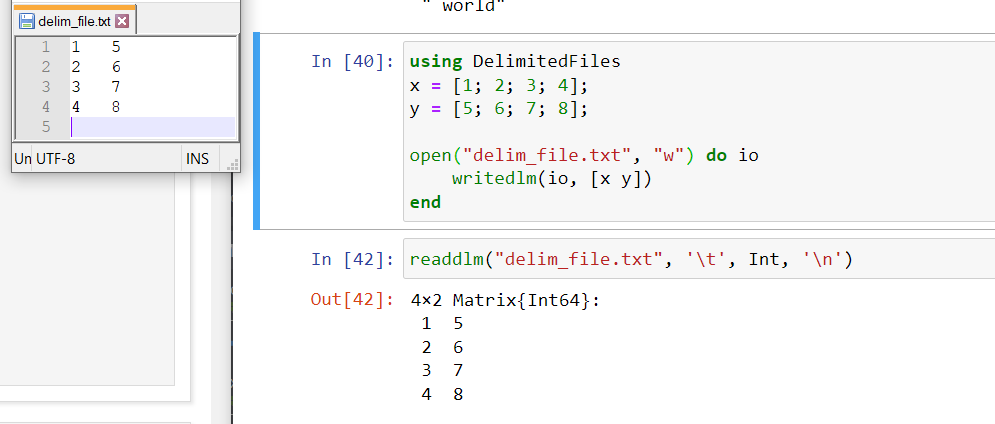 " world"
delim_file.txt
1 1 5
2 2 6
3 3 7
4 4 8
5
Un UTF-8 INS
In [40]: using DelimitedFiles
x = [1; 2; 3; 4];
y = [5; 6; 7; 8];
open("delim_file.txt", "w") do io
writedlm(io, [x y])
end
In [42]: readdlm("delim_file.txt", '\t', Int, '\n')
Out[42]: 4×2 Matrix{Int64}:
1 5
2 6
3 7
4 8